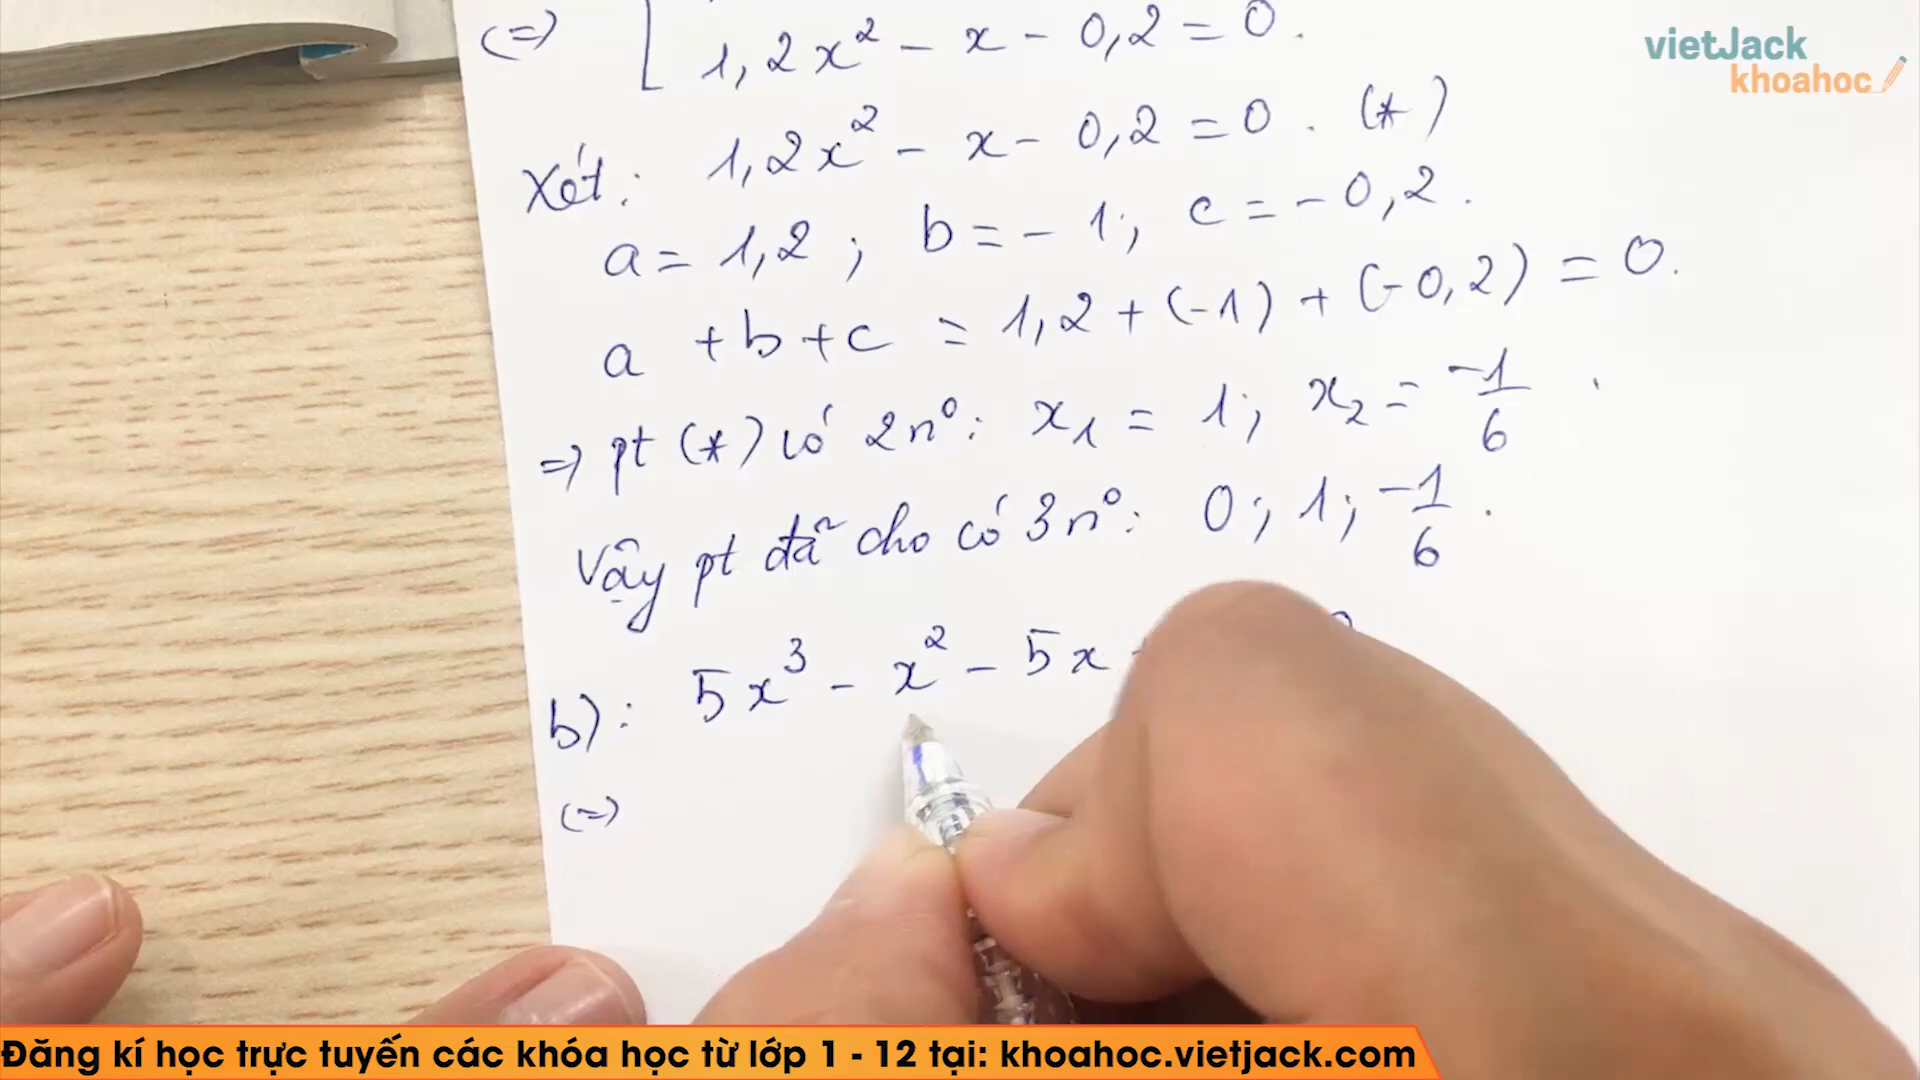 (=) [ 1,2x² - x - 0,2 = 0.
vietJack
khoahoc
Xét: 1,2x² - x - 0,2 = 0. (*)
a = 1,2 ; b = - 1; c = - 0,2.
a + b + c = 1,2 + (-1) + (-0,2) = 0.
=> pt (*) có 2 n°: x₁ = 1; x₂ = -1/6.
Vậy pt đã cho có 3 n°: 0; 1; -1/6.
b): 5x³ - x² - 5x
(=)
Đăng kí học trực tuyến các khóa học từ lớp 1 - 12 tại: khoahoc.vietjack.com